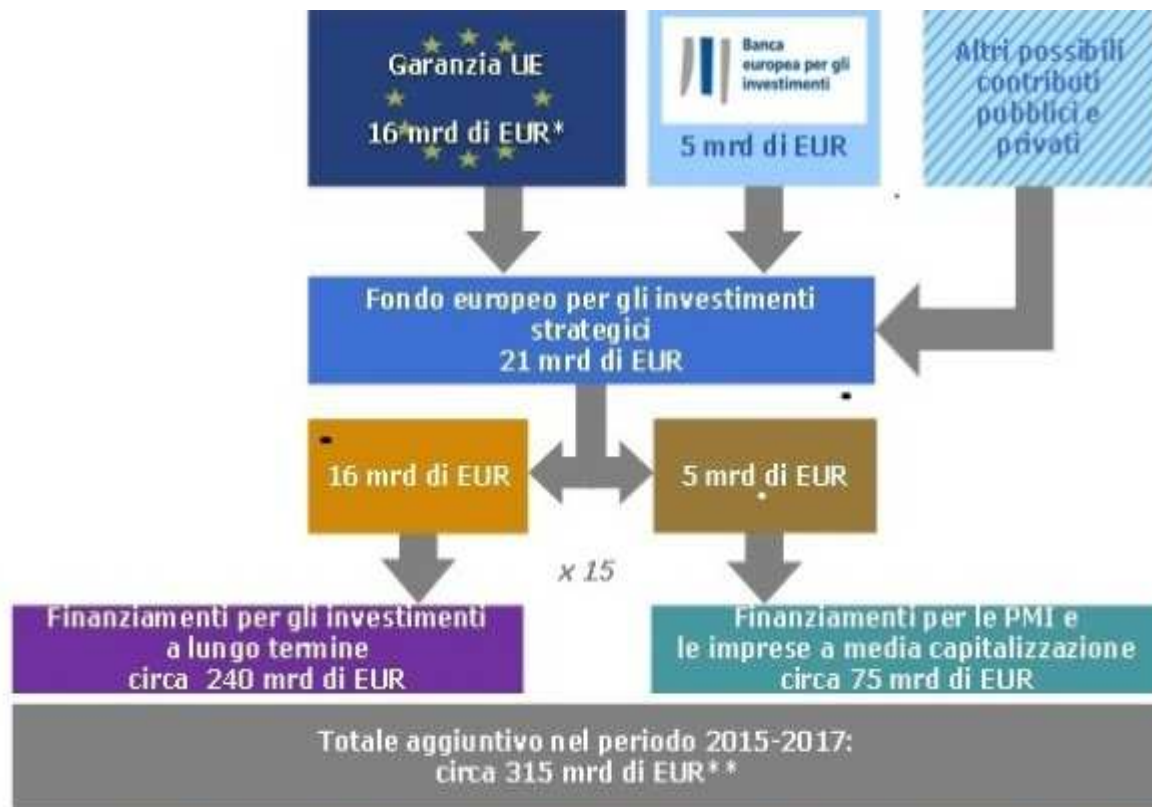 Garanzia UE
16 mrd di EUR*
Banca
europea per gli
investimenti
5 mrd di EUR
Altri possibili
contributi
pubblici e
privati
Fondo europeo per gli investimenti
strategici
21 mrd di EUR
16 mrd di EUR
5 mrd di EUR
x 15
Finanziamenti per gli investimenti
a lungo termine
circa 240 mrd di EUR
Finanziamenti per le PMI e
le imprese a media capitalizzazione
circa 75 mrd di EUR
Totale aggiuntivo nel periodo 2015-2017:
circa 315 mrd di EUR**